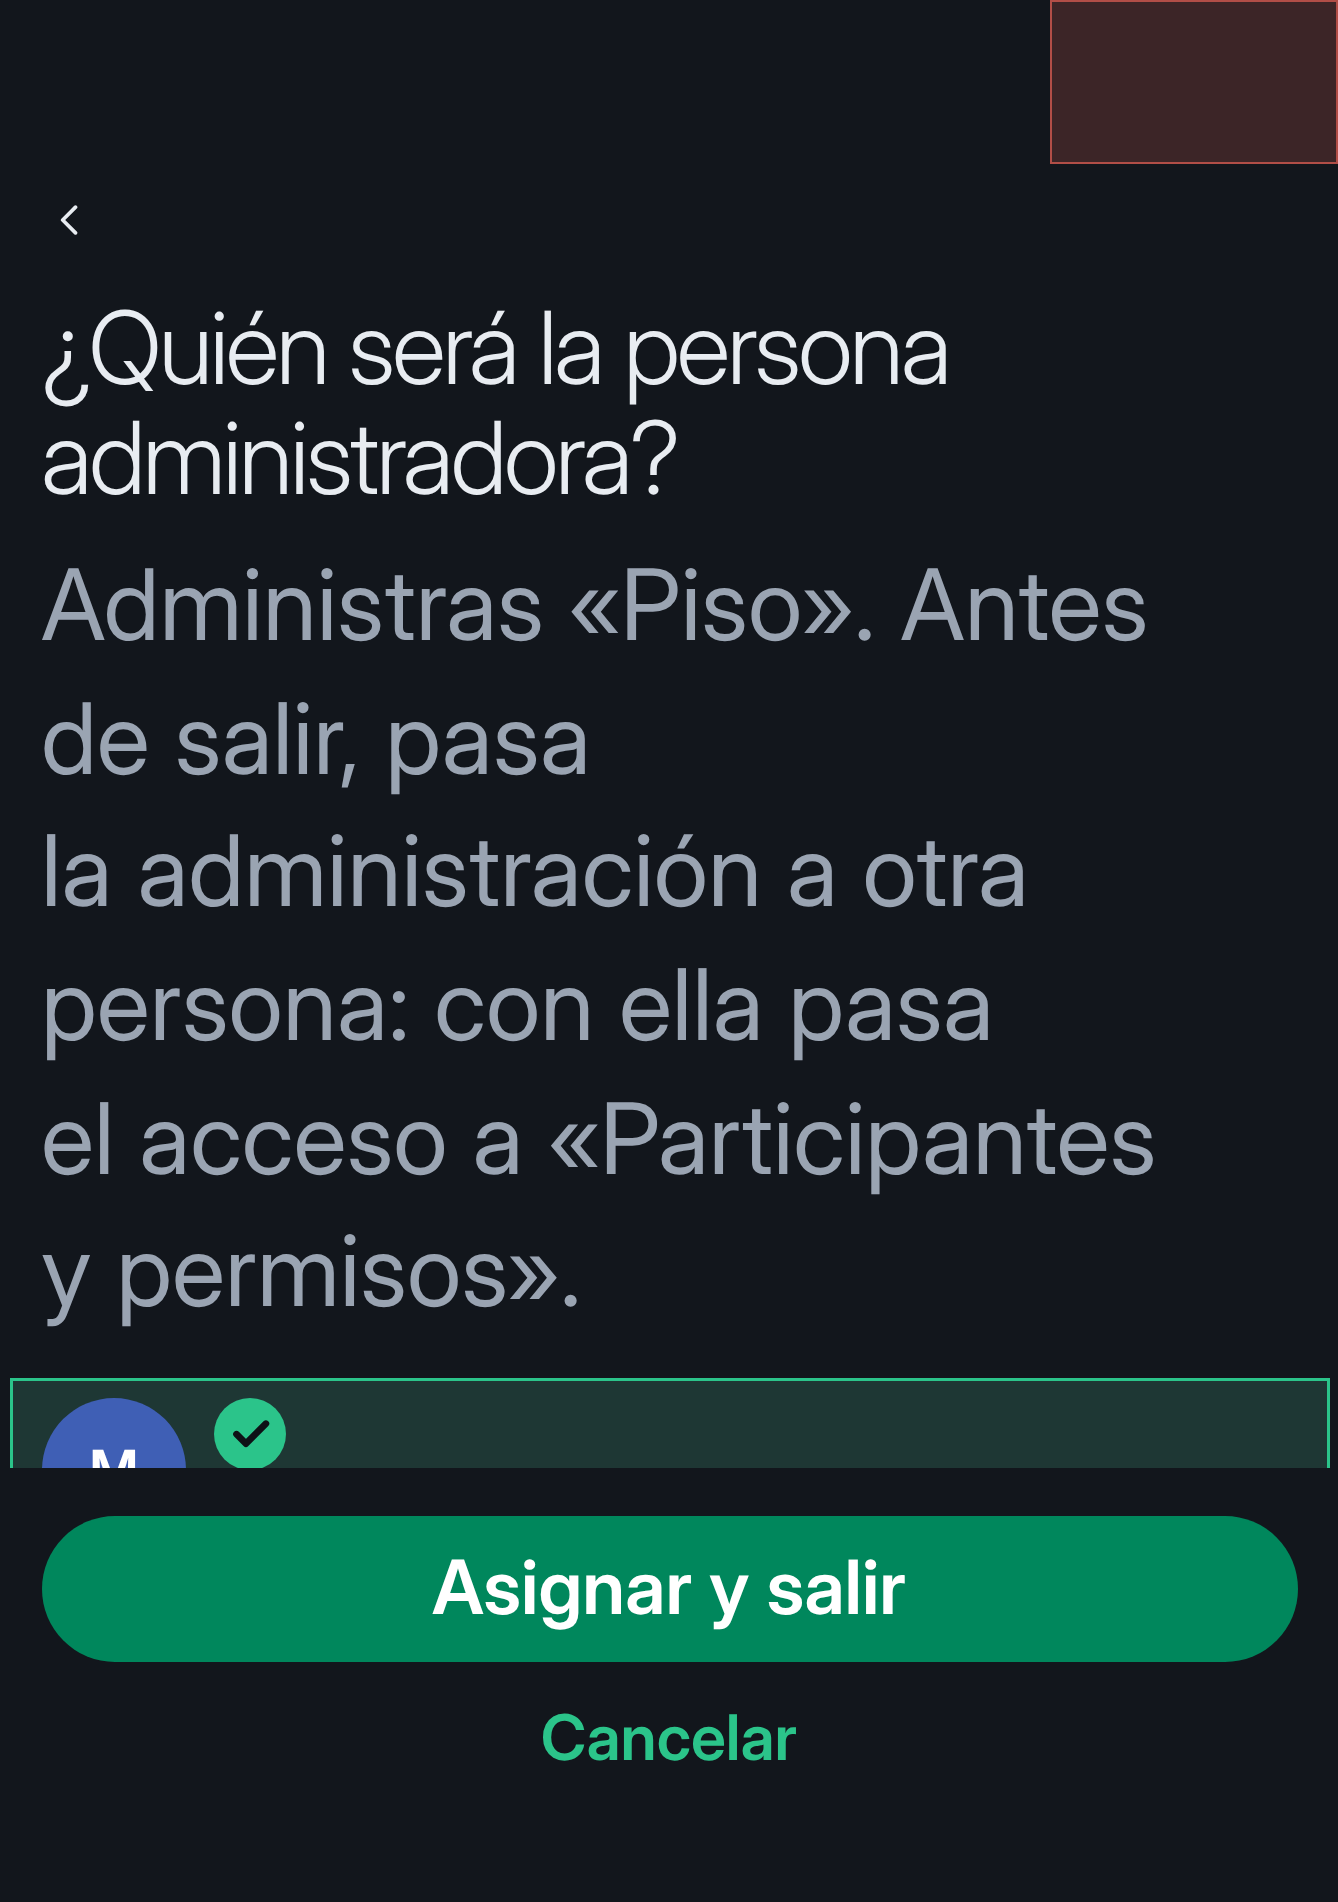 ¿Quién será la persona
administradora?
Administras «Piso». Antes
de salir, pasa
la administración a otra
persona: con ella pasa
el acceso a «Participantes
y permisos».
M
Asignar y salir
Cancelar